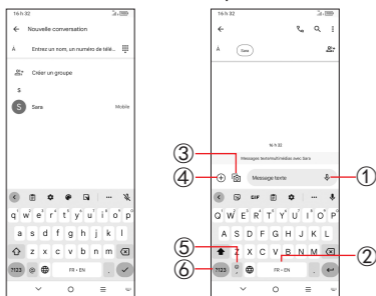 16 h 32
Nouvelle conversation
À
Entrez un nom, un numéro de télé...
Créer un groupe
S
S
Sara
Mobile
q w e r t y u i o p
a s d f g h j k l
z x c v b n m
?123 @ FR • EN .
16 h 32
À
Sara
16 h 32
Messages texte/multimédias avec Sara
Message texte
GIF
Q W E R T Y U I O P
A S D F G H J K L
Z X C V B N M
?123 FR • EN .
①
②
③
④
⑤
⑥